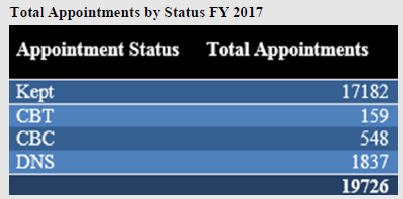 Total Appointments by Status FY 2017
Appointment Status Total Appointments
Kept 17182
CBT 159
CBC 548
DNS 1837
19726